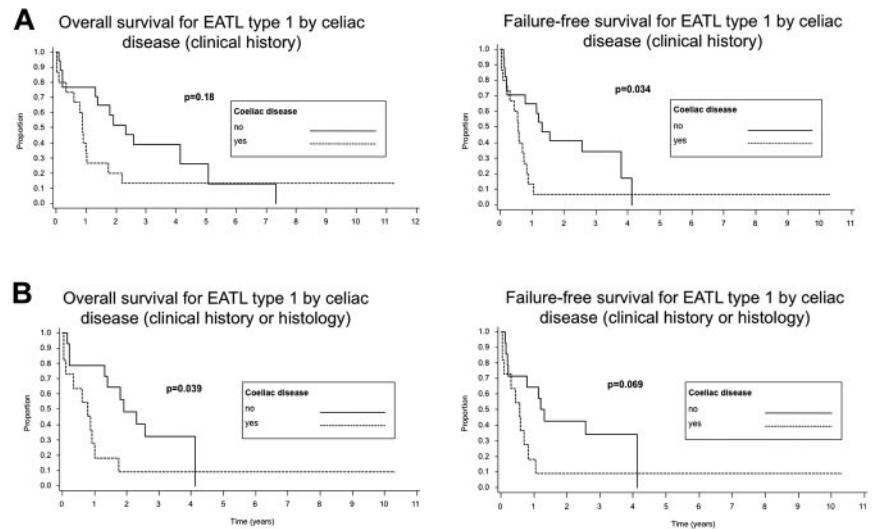 A
Overall survival for EATL type 1 by celiac
disease (clinical history)
1.0
0.9
0.8
0.7
0.6
0.5
0.4
0.3
0.2
0.1
0.0
Proportion
p=0.18
Coeliac disease
no
yes
0 1 2 3 4 5 6 7 8 9 10 11 12
Failure-free survival for EATL type 1 by celiac
disease (clinical history)
1.0
0.9
0.8
0.7
0.6
0.5
0.4
0.3
0.2
0.1
0.0
Proportion
p=0.034
Coeliac disease
no
yes
0 1 2 3 4 5 6 7 8 9 10 11
B
Overall survival for EATL type 1 by celiac
disease (clinical history or histology)
1.0
0.9
0.8
0.7
0.6
0.5
0.4
0.3
0.2
0.1
0.0
Proportion
p=0.039
Coeliac disease
no
yes
0 1 2 3 4 5 6 7 8 9 10 11
Time (years)
Failure-free survival for EATL type 1 by celiac
disease (clinical history or histology)
1.0
0.9
0.8
0.7
0.6
0.5
0.4
0.3
0.2
0.1
0.0
Proportion
p=0.069
Coeliac disease
no
yes
0 1 2 3 4 5 6 7 8 9 10 11
Time (years)